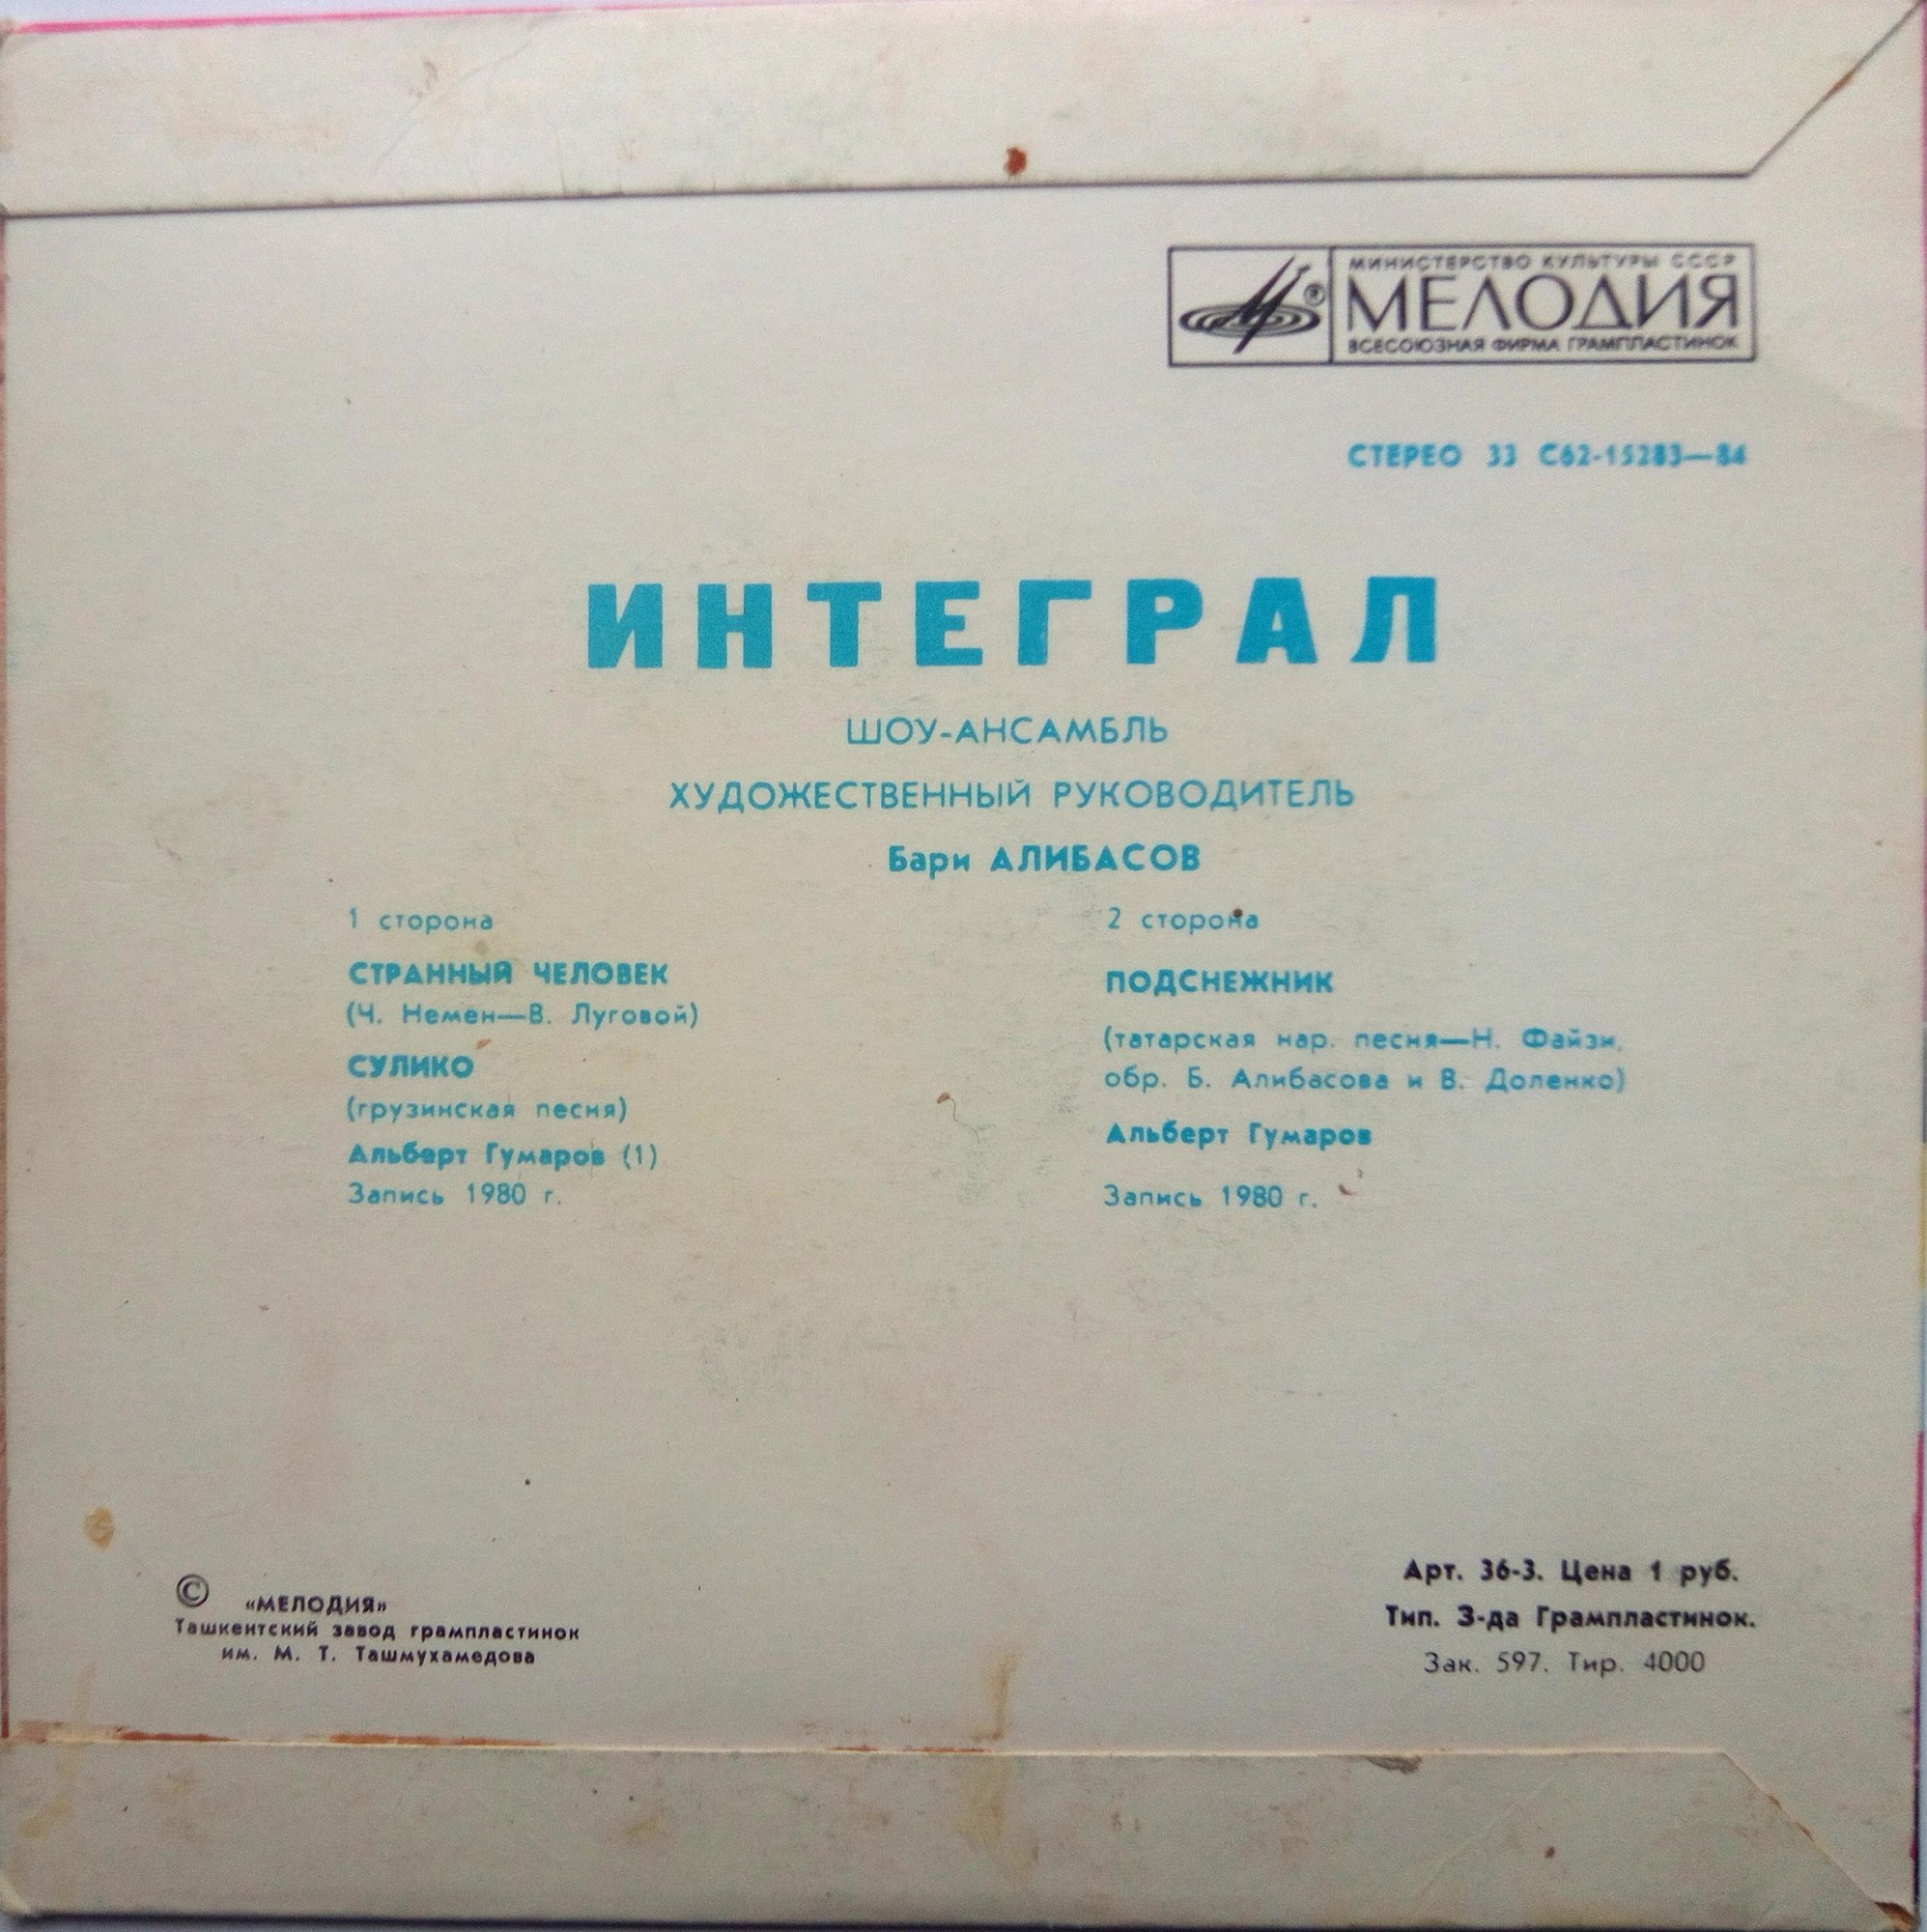 МИНИСТЕРСТВО КУЛЬТУРЫ СССР
МЕЛОДИЯ
ВСЕСОЮЗНАЯ ФИРМА ГРАМПЛАСТИНОК
®
СТЕРЕО 33 С62-15283—84
ИНТЕГРАЛ
ШОУ-АНСАМБЛЬ
ХУДОЖЕСТВЕННЫЙ РУКОВОДИТЕЛЬ
Бари АЛИБАСОВ
1 сторона
СТРАННЫЙ ЧЕЛОВЕК
(Ч. Немен—В. Луговой)
СУЛИКО
(грузинская песня)
Альберт Гумаров (1)
Запись 1980 г.
2 сторона
ПОДСНЕЖНИК
(татарская нар. песня—Н. Файзи,
обр. Б. Алибасова и В. Доленко)
Альберт Гумаров
Запись 1980 г.
© «МЕЛОДИЯ»
Ташкентский завод грампластинок
им. М. Т. Ташмухамедова
Арт. 36-3. Цена 1 руб.
Тип. З-да Грампластинок.
Зак. 597. Тир. 4000